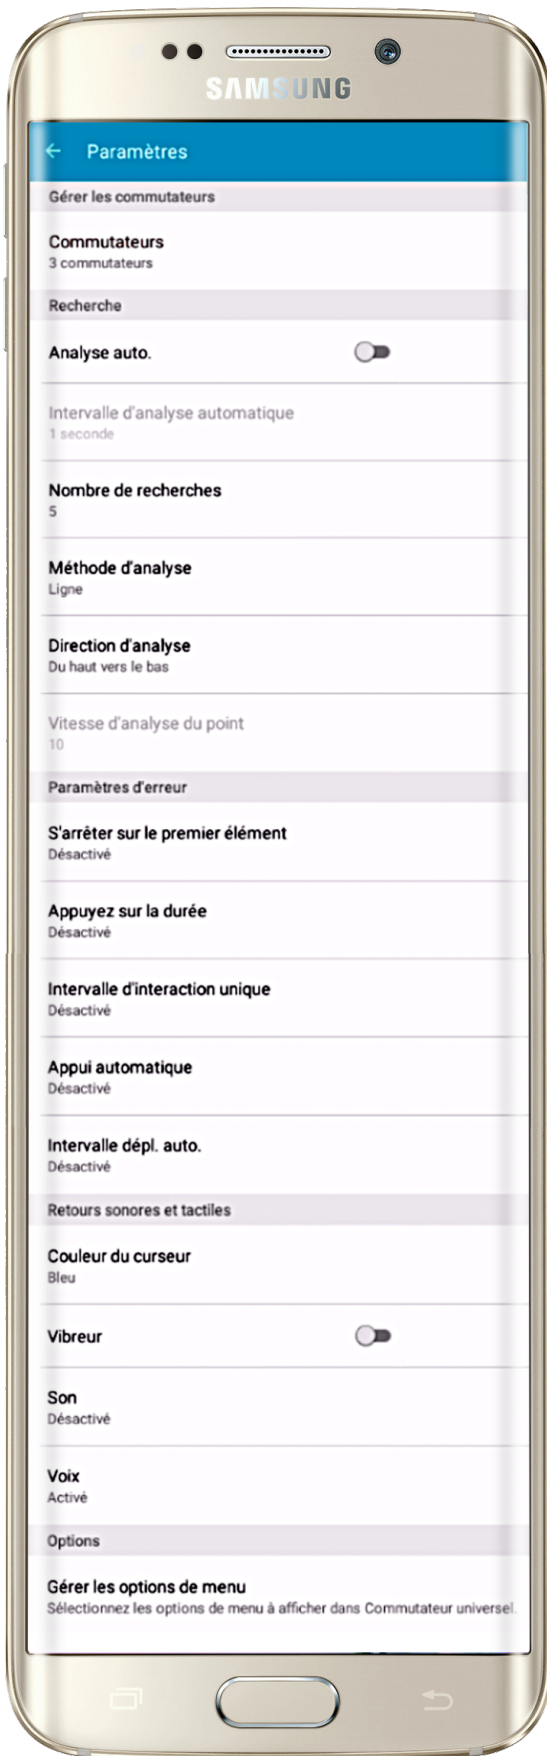 SAMSUNG
Paramètres
Gérer les commutateurs
Commutateurs
3 commutateurs
Recherche
Analyse auto.
Intervalle d'analyse automatique
1 seconde
Nombre de recherches
5
Méthode d'analyse
Ligne
Direction d'analyse
Du haut vers le bas
Vitesse d'analyse du point
10
Paramètres d'erreur
S'arrêter sur le premier élément
Désactivé
Appuyez sur la durée
Désactivé
Intervalle d'interaction unique
Désactivé
Appui automatique
Désactivé
Intervalle dépl. auto.
Désactivé
Retours sonores et tactiles
Couleur du curseur
Bleu
Vibreur
Son
Désactivé
Voix
Activé
Options
Gérer les options de menu
Sélectionnez les options de menu à afficher dans Commutateur universel.